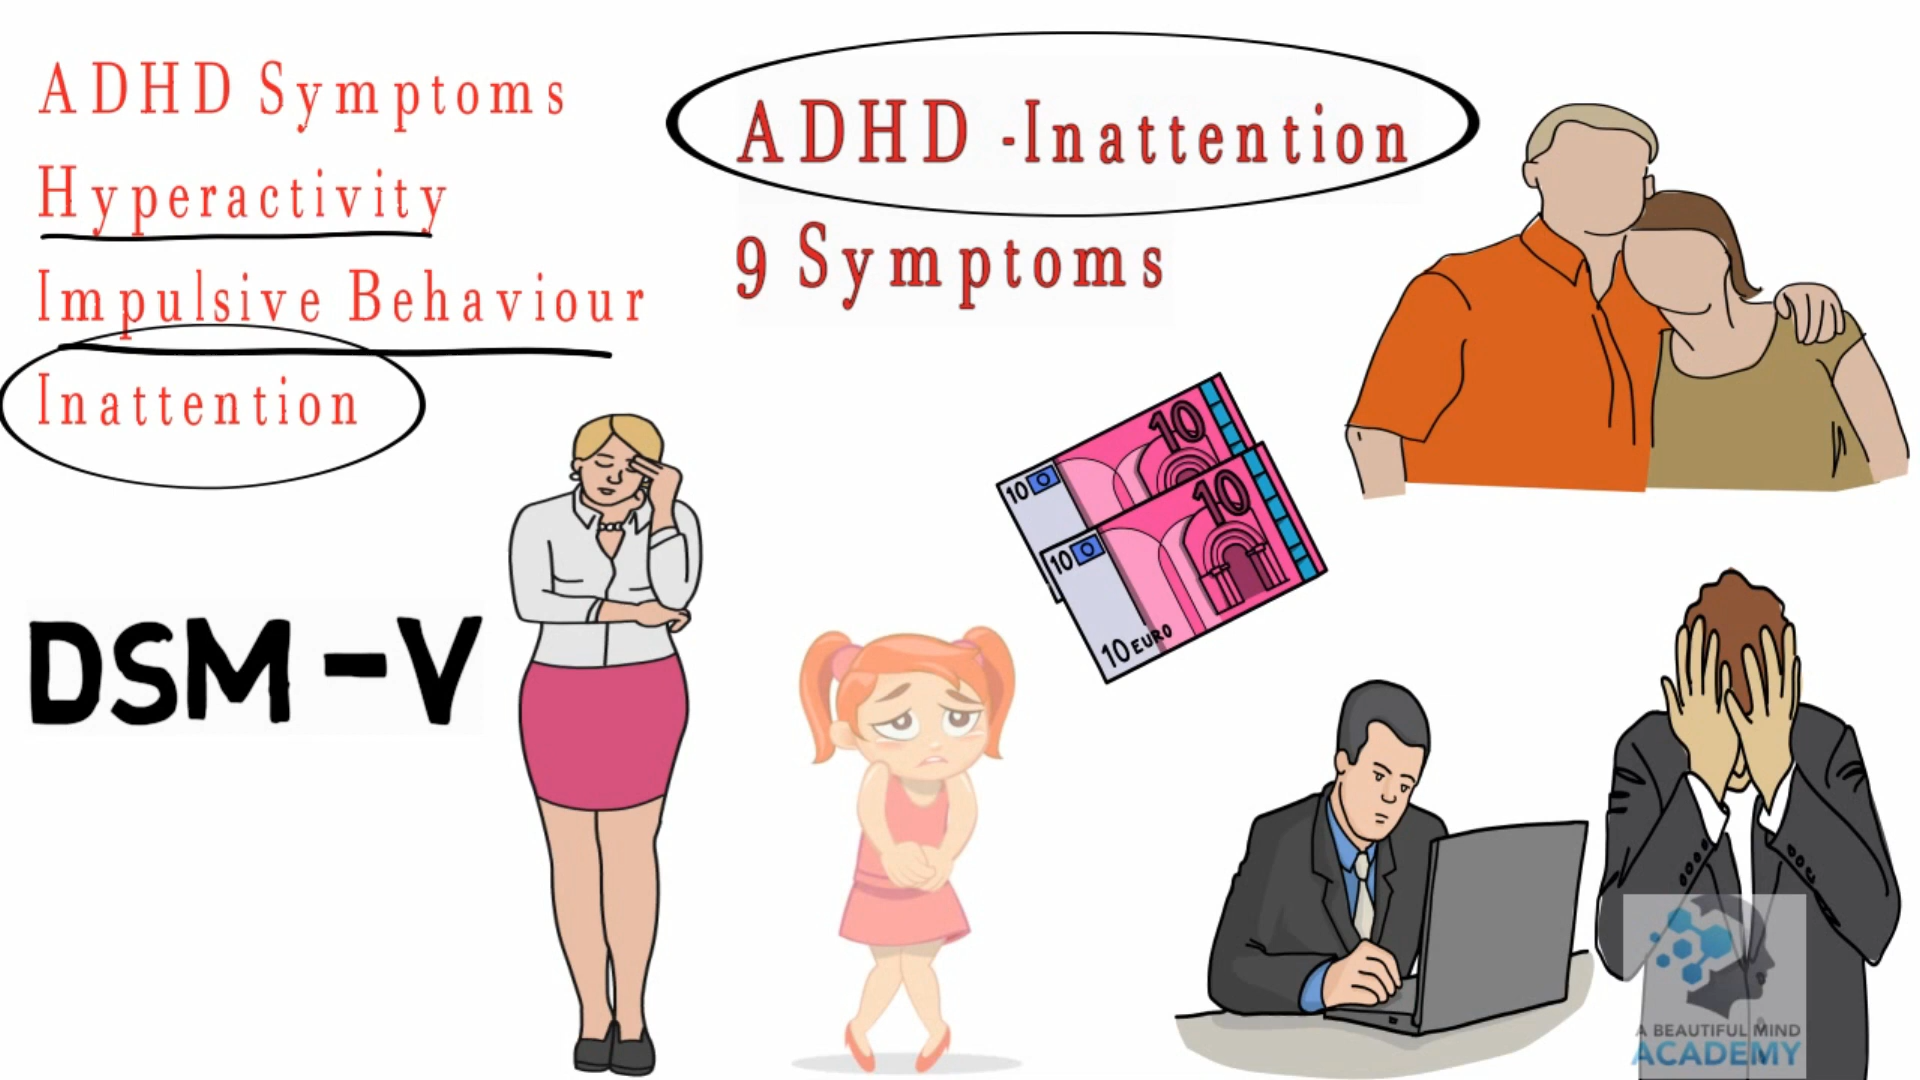 ADHD Symptoms
Hyperactivity
Impulsive Behaviour
Inattention
ADHD -Inattention
9 Symptoms
DSM-V
10
10
10
10
10 EURO
A BEAUTIFUL MIND
ACADEMY